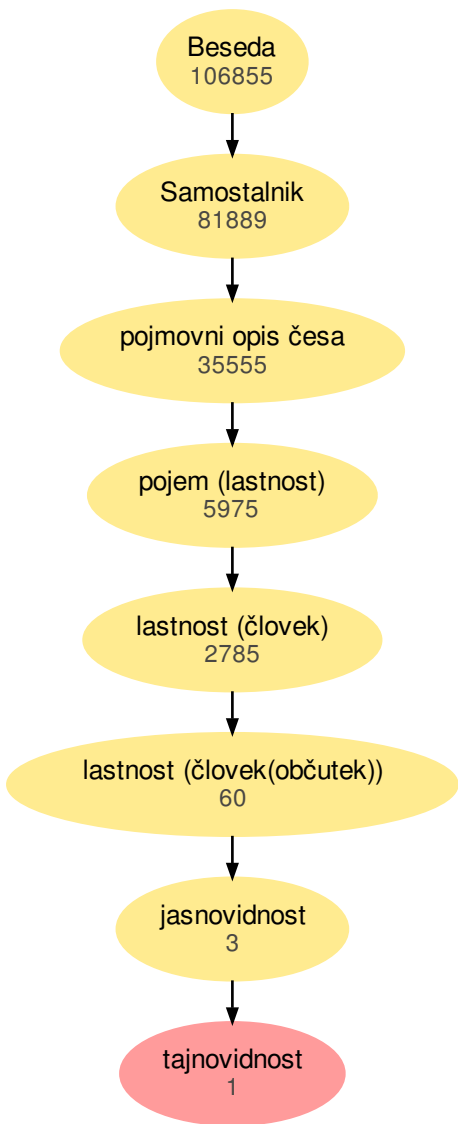 Beseda
106855
Samostalnik
81889
pojmovni opis česa
35555
pojem (lastnost)
5975
lastnost (človek)
2785
lastnost (človek(občutek))
60
jasnovidnost
3
tajnovidnost
1